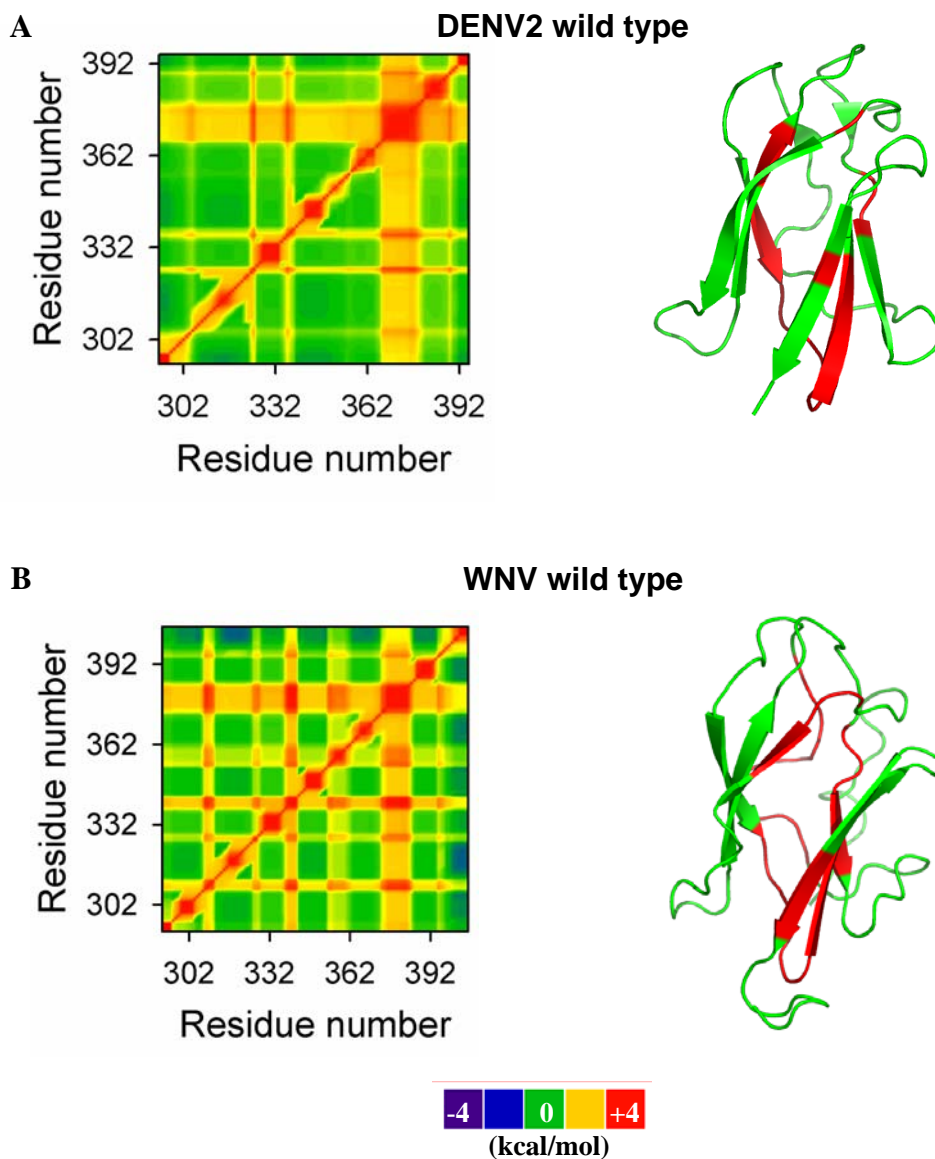 A
DENV2 wild type
Residue number
392
362
332
302
302 332 362 392
Residue number
B
WNV wild type
Residue number
392
362
332
302
302 332 362 392
Residue number
-4 0 +4
(kcal/mol)